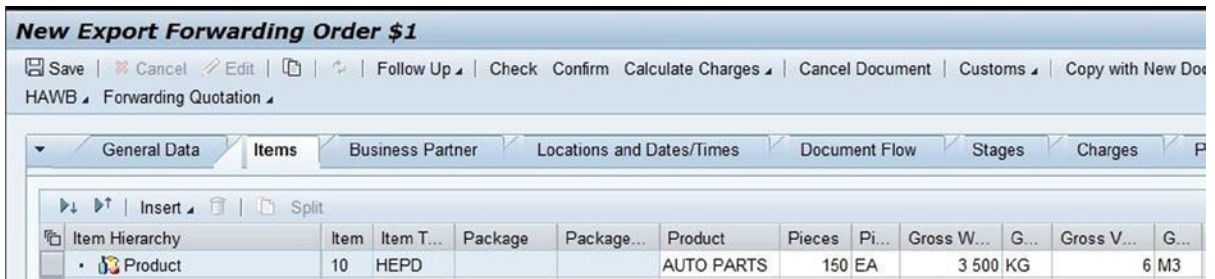 New Export Forwarding Order $1
Save | Cancel Edit | | | Follow Up | Check Confirm Calculate Charges | Cancel Document | Customs | Copy with New Doc
HAWB Forwarding Quotation
General Data Items Business Partner Locations and Dates/Times Document Flow Stages Charges P
Insert | Split
Item Hierarchy Item Item T... Package Package... Product Pieces Pi... Gross W... G... Gross V... G...
Product 10 HEPD AUTO PARTS 150 EA 3 500 KG 6 M3